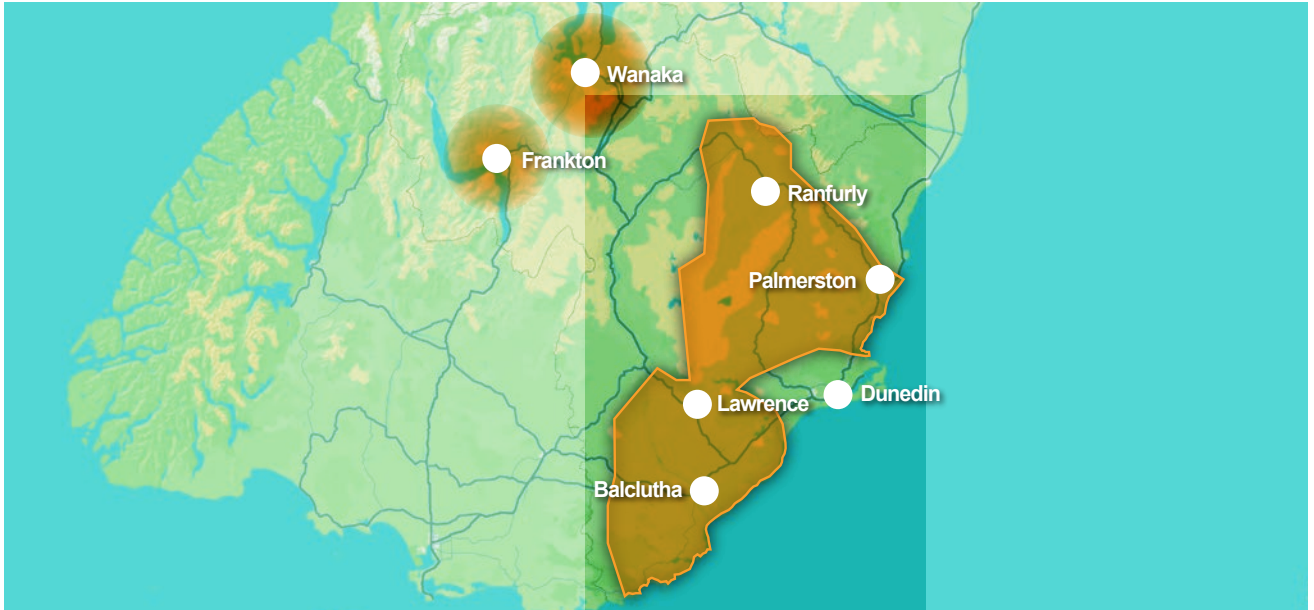 Wanaka
Frankton
Ranfurly
Palmerston
Dunedin
Lawrence
Balclutha